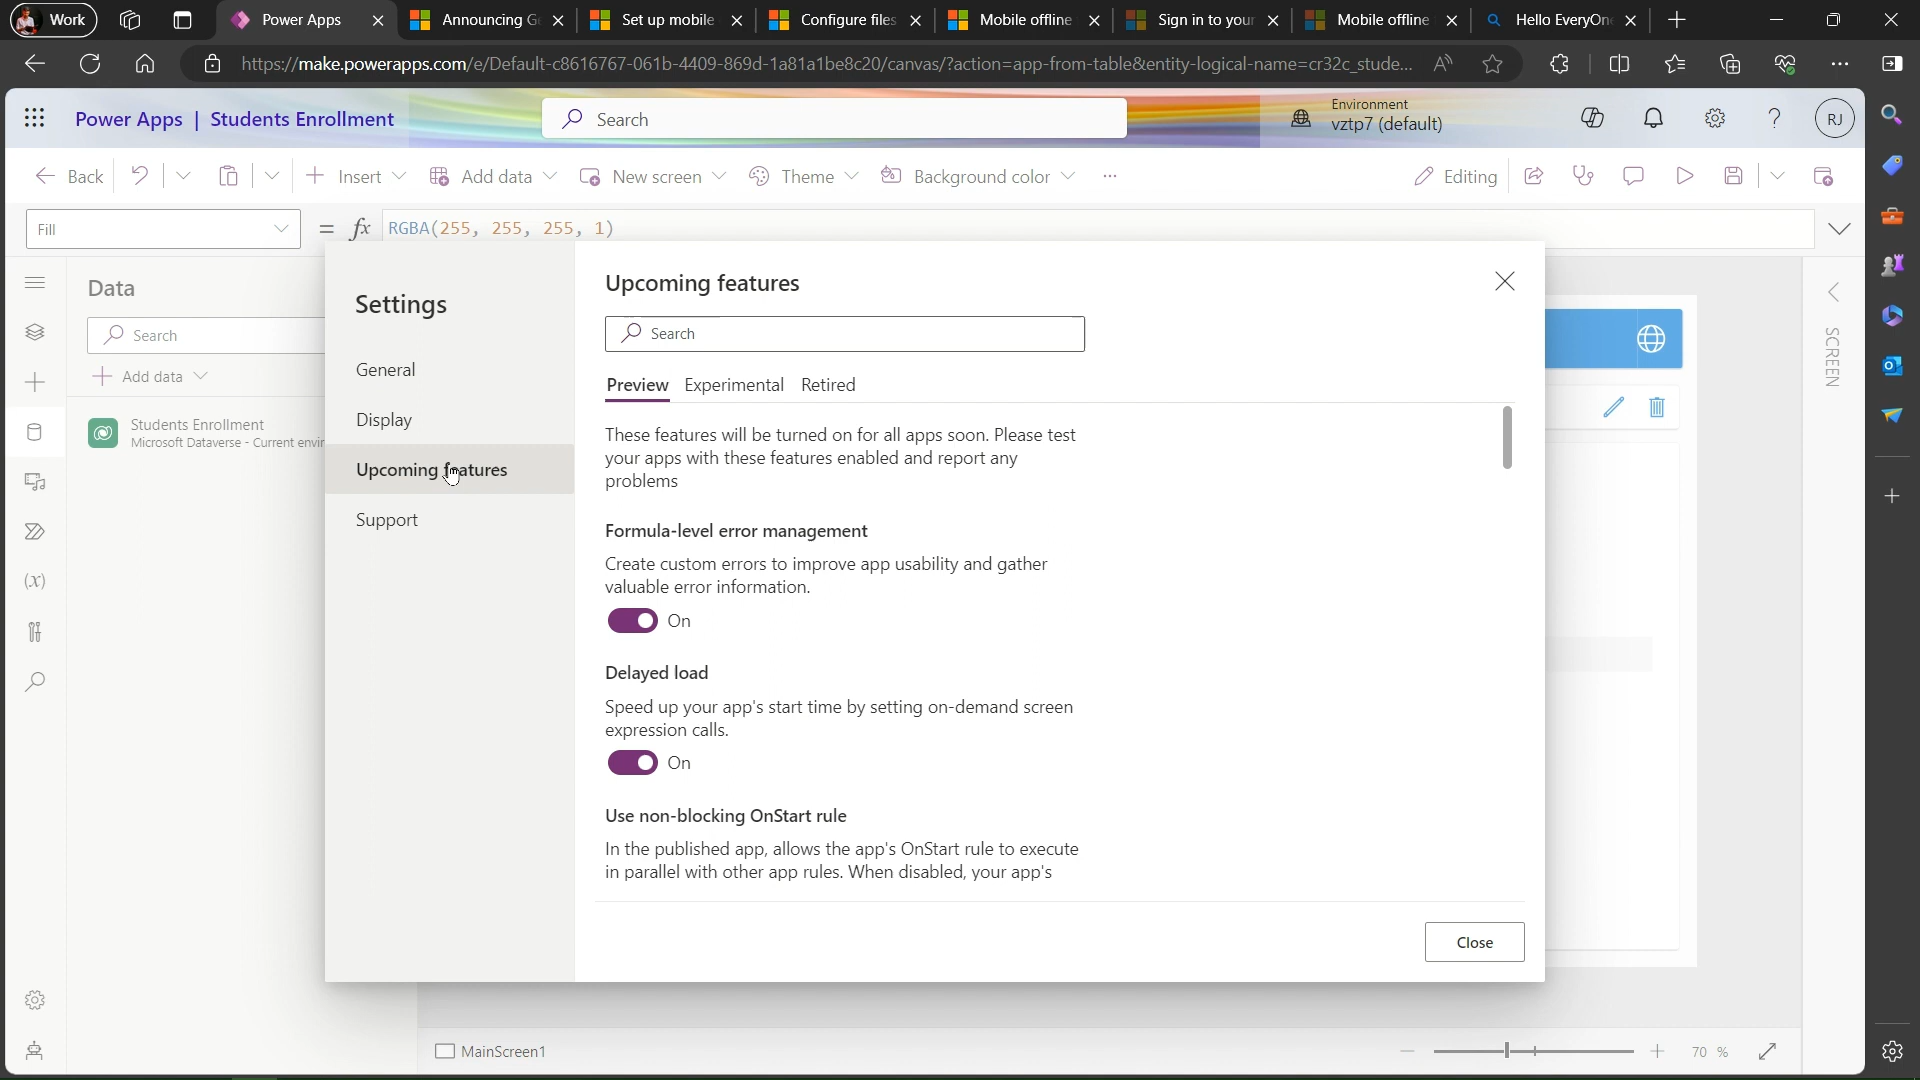 Work
Power Apps
Announcing G
Set up mobile
Configure files
Mobile offline
Sign in to your
Mobile offline
Hello EveryOn
https://make.powerapps.com/e/Default-c8616767-061b-4409-869d-1a81a1be8c20/canvas/?action=app-from-table&entity-logical-name=cr32c_stude...
Power Apps | Students Enrollment
Search
Environment
vztp7 (default)
RJ
Back
Insert
Add data
New screen
Theme
Background color
...
Editing
Fill
= fx RGBA(255, 255, 255, 1)
Data
Search
Add data
Students Enrollment
Microsoft Dataverse - Current envir
Settings
General
Display
Upcoming features
Support
Upcoming features
Search
Preview Experimental Retired
These features will be turned on for all apps soon. Please test
your apps with these features enabled and report any
problems
Formula-level error management
Create custom errors to improve app usability and gather
valuable error information.
On
Delayed load
Speed up your app's start time by setting on-demand screen
expression calls.
On
Use non-blocking OnStart rule
In the published app, allows the app's OnStart rule to execute
in parallel with other app rules. When disabled, your app's
Close
SCREEN
MainScreen1
70 %